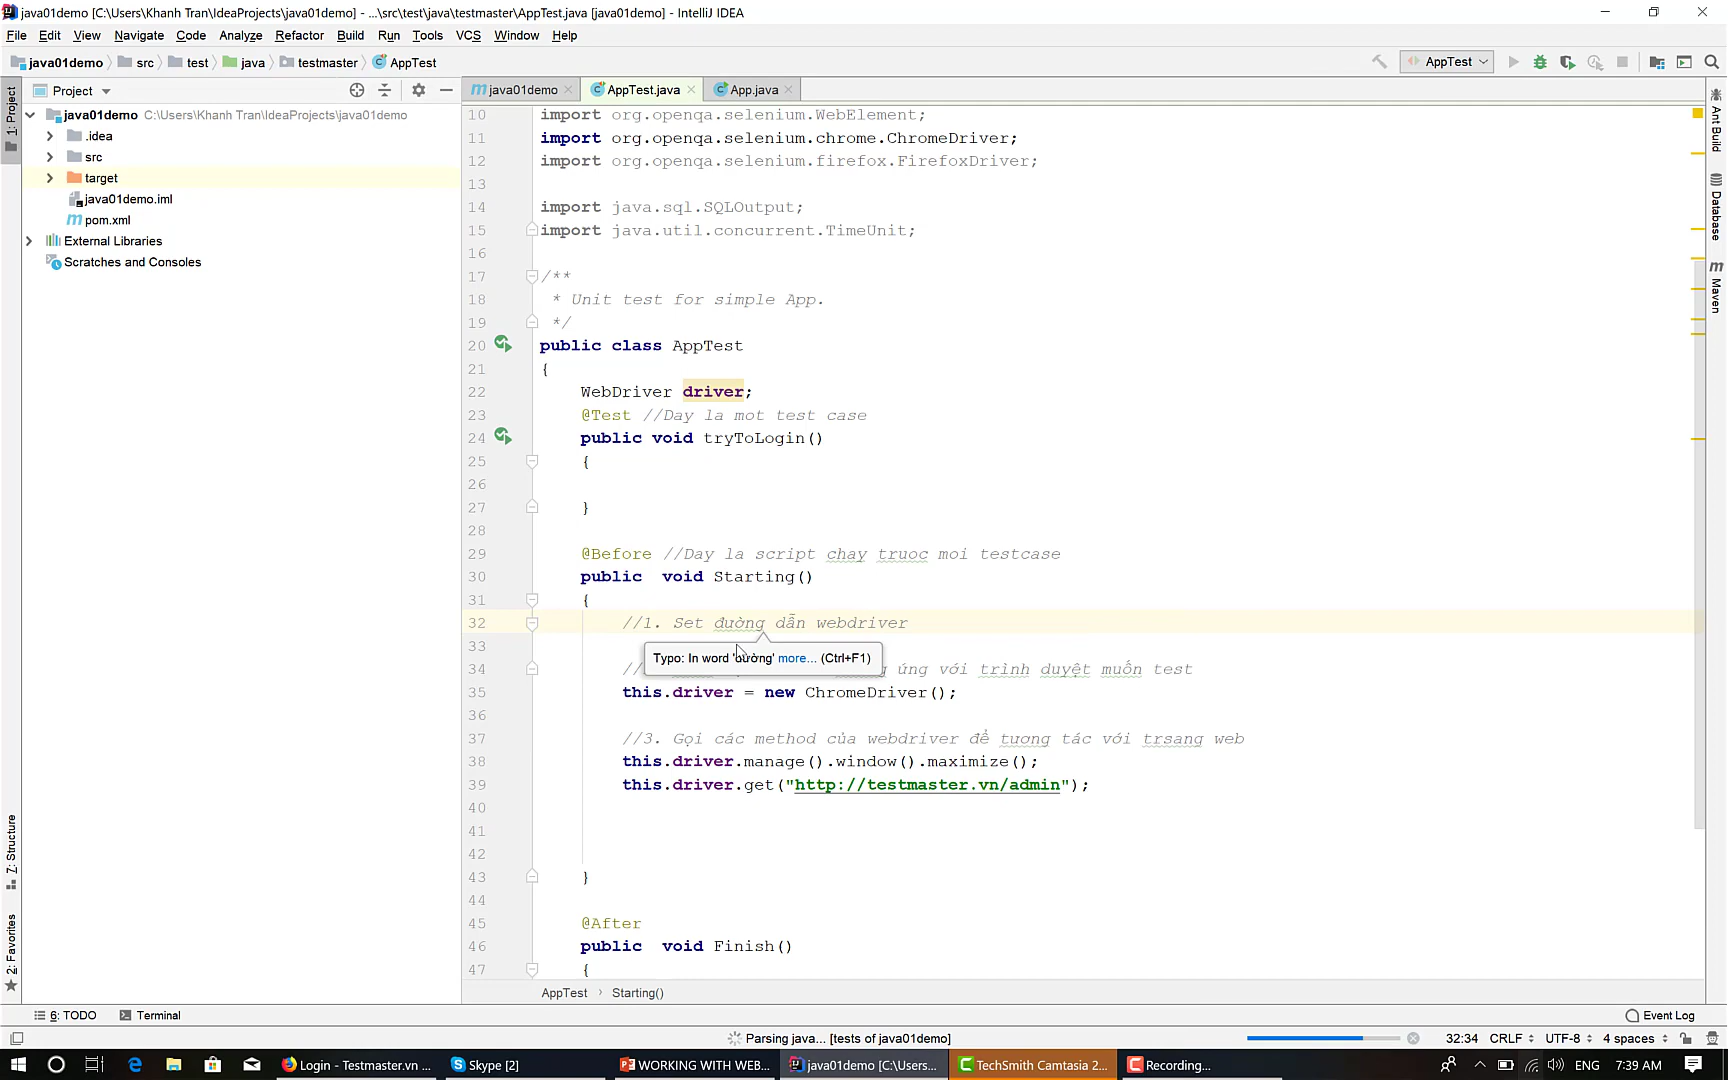 java01demo [C:\Users\Khanh Tran\IdeaProjects\java01demo] - ...\src\test\java\testmaster\AppTest.java [java01demo] - IntelliJ IDEA
File Edit View Navigate Code Analyze Refactor Build Run Tools VCS Window Help
java01demo src test java testmaster AppTest
AppTest
1: Project
Project
java01demo C:\Users\Khanh Tran\IdeaProjects\java01demo
.idea
src
target
java01demo.iml
pom.xml
External Libraries
Scratches and Consoles
java01demo AppTest.java App.java
10 import org.openqa.selenium.WebElement;
11 import org.openqa.selenium.chrome.ChromeDriver;
12 import org.openqa.selenium.firefox.FirefoxDriver;
13
14 import java.sql.SQLOutput;
15 import java.util.concurrent.TimeUnit;
16
17 /**
18 * Unit test for simple App.
19 */
20 public class AppTest
21 {
22 WebDriver driver;
23 @Test //Day la mot test case
24 public void tryToLogin()
25 {
26
27 }
28
29 @Before //Day la script chay truoc moi testcase
30 public void Starting()
31 {
32 //1. Set đường dẫn webdriver
33
Typo: In word 'đường' more... (Ctrl+F1)
34 // ứng với trình duyệt muốn test
35 this.driver = new ChromeDriver();
36
37 //3. Gọi các method của webdriver để tương tác với trsang web
38 this.driver.manage().window().maximize();
39 this.driver.get("http://testmaster.vn/admin");
40
41
42
43 }
44
45 @After
46 public void Finish()
47 {
AppTest Starting()
Ant Build
Database
Maven
Z: Structure
2: Favorites
6: TODO Terminal Event Log
Parsing java... [tests of java01demo] 32:34 CRLF UTF-8 4 spaces
Login - Testmaster.vn ... Skype [2] WORKING WITH WEB... java01demo [C:\Users... TechSmith Camtasia 2... Recording... ENG 7:39 AM